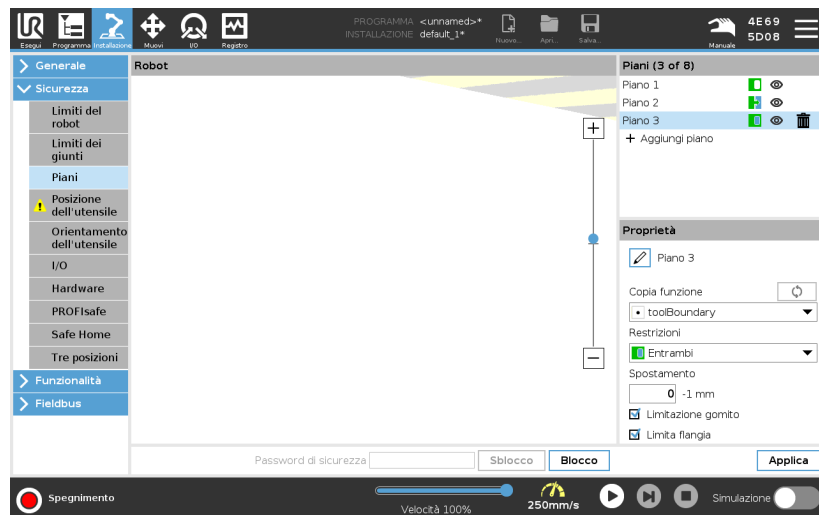 PROGRAMMA <unnamed>*
INSTALLAZIONE default_1*
Esegui Programma Installazione Muovi I/O Registro
Nuovo... Apri... Salva...
Manuale
4E69
5D08
Generale
Sicurezza
Limiti del
robot
Limiti dei
giunti
Piani
Posizione
dell'utensile
Orientamento
dell'utensile
I/O
Hardware
PROFIsafe
Safe Home
Tre posizioni
Funzionalità
Fieldbus
Robot
Piani (3 of 8)
Piano 1
Piano 2
Piano 3
+ Aggiungi piano
Proprietà
Piano 3
Copia funzione
toolBoundary
Restrizioni
Entrambi
Spostamento
0 -1 mm
Limitazione gomito
Limita flangia
Password di sicurezza
Sblocco
Blocco
Applica
Spegnimento
Velocità 100%
250mm/s
Simulazione